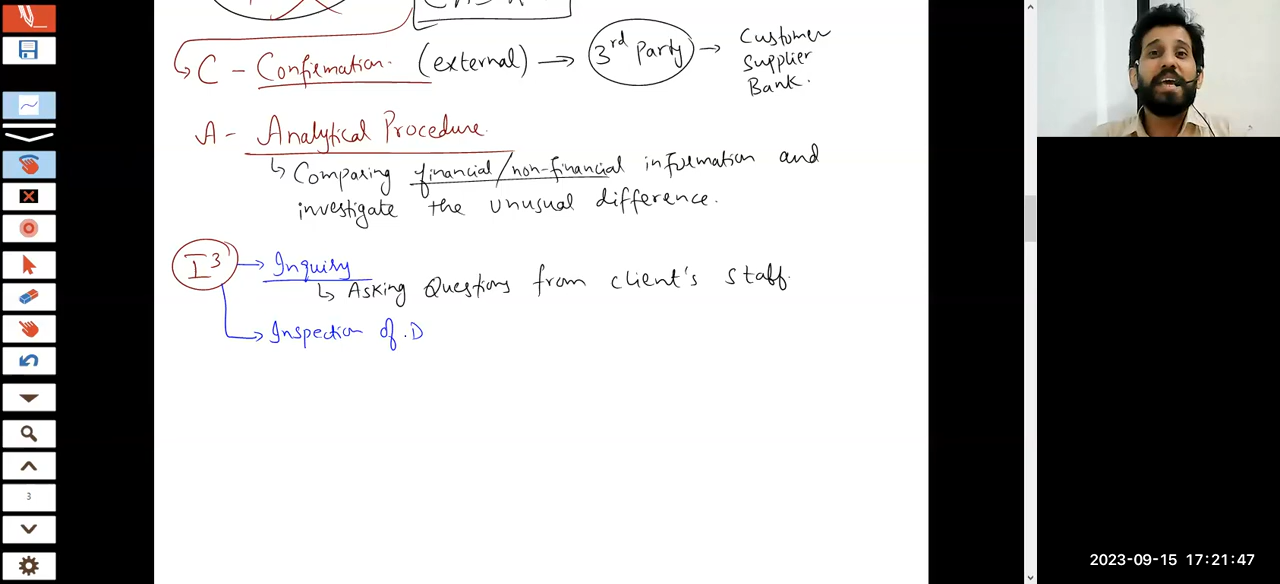 C - Confirmation. (external) → 3rd Party → Customer
Supplier
Bank.
A - Analytical Procedure.
↳ Comparing financial/non-financial information and
investigate the unusual difference.
I³ → Inquiry
↳ Asking Questions from client's staff.
→ Inspection of D
3
2023-09-15 17:21:47